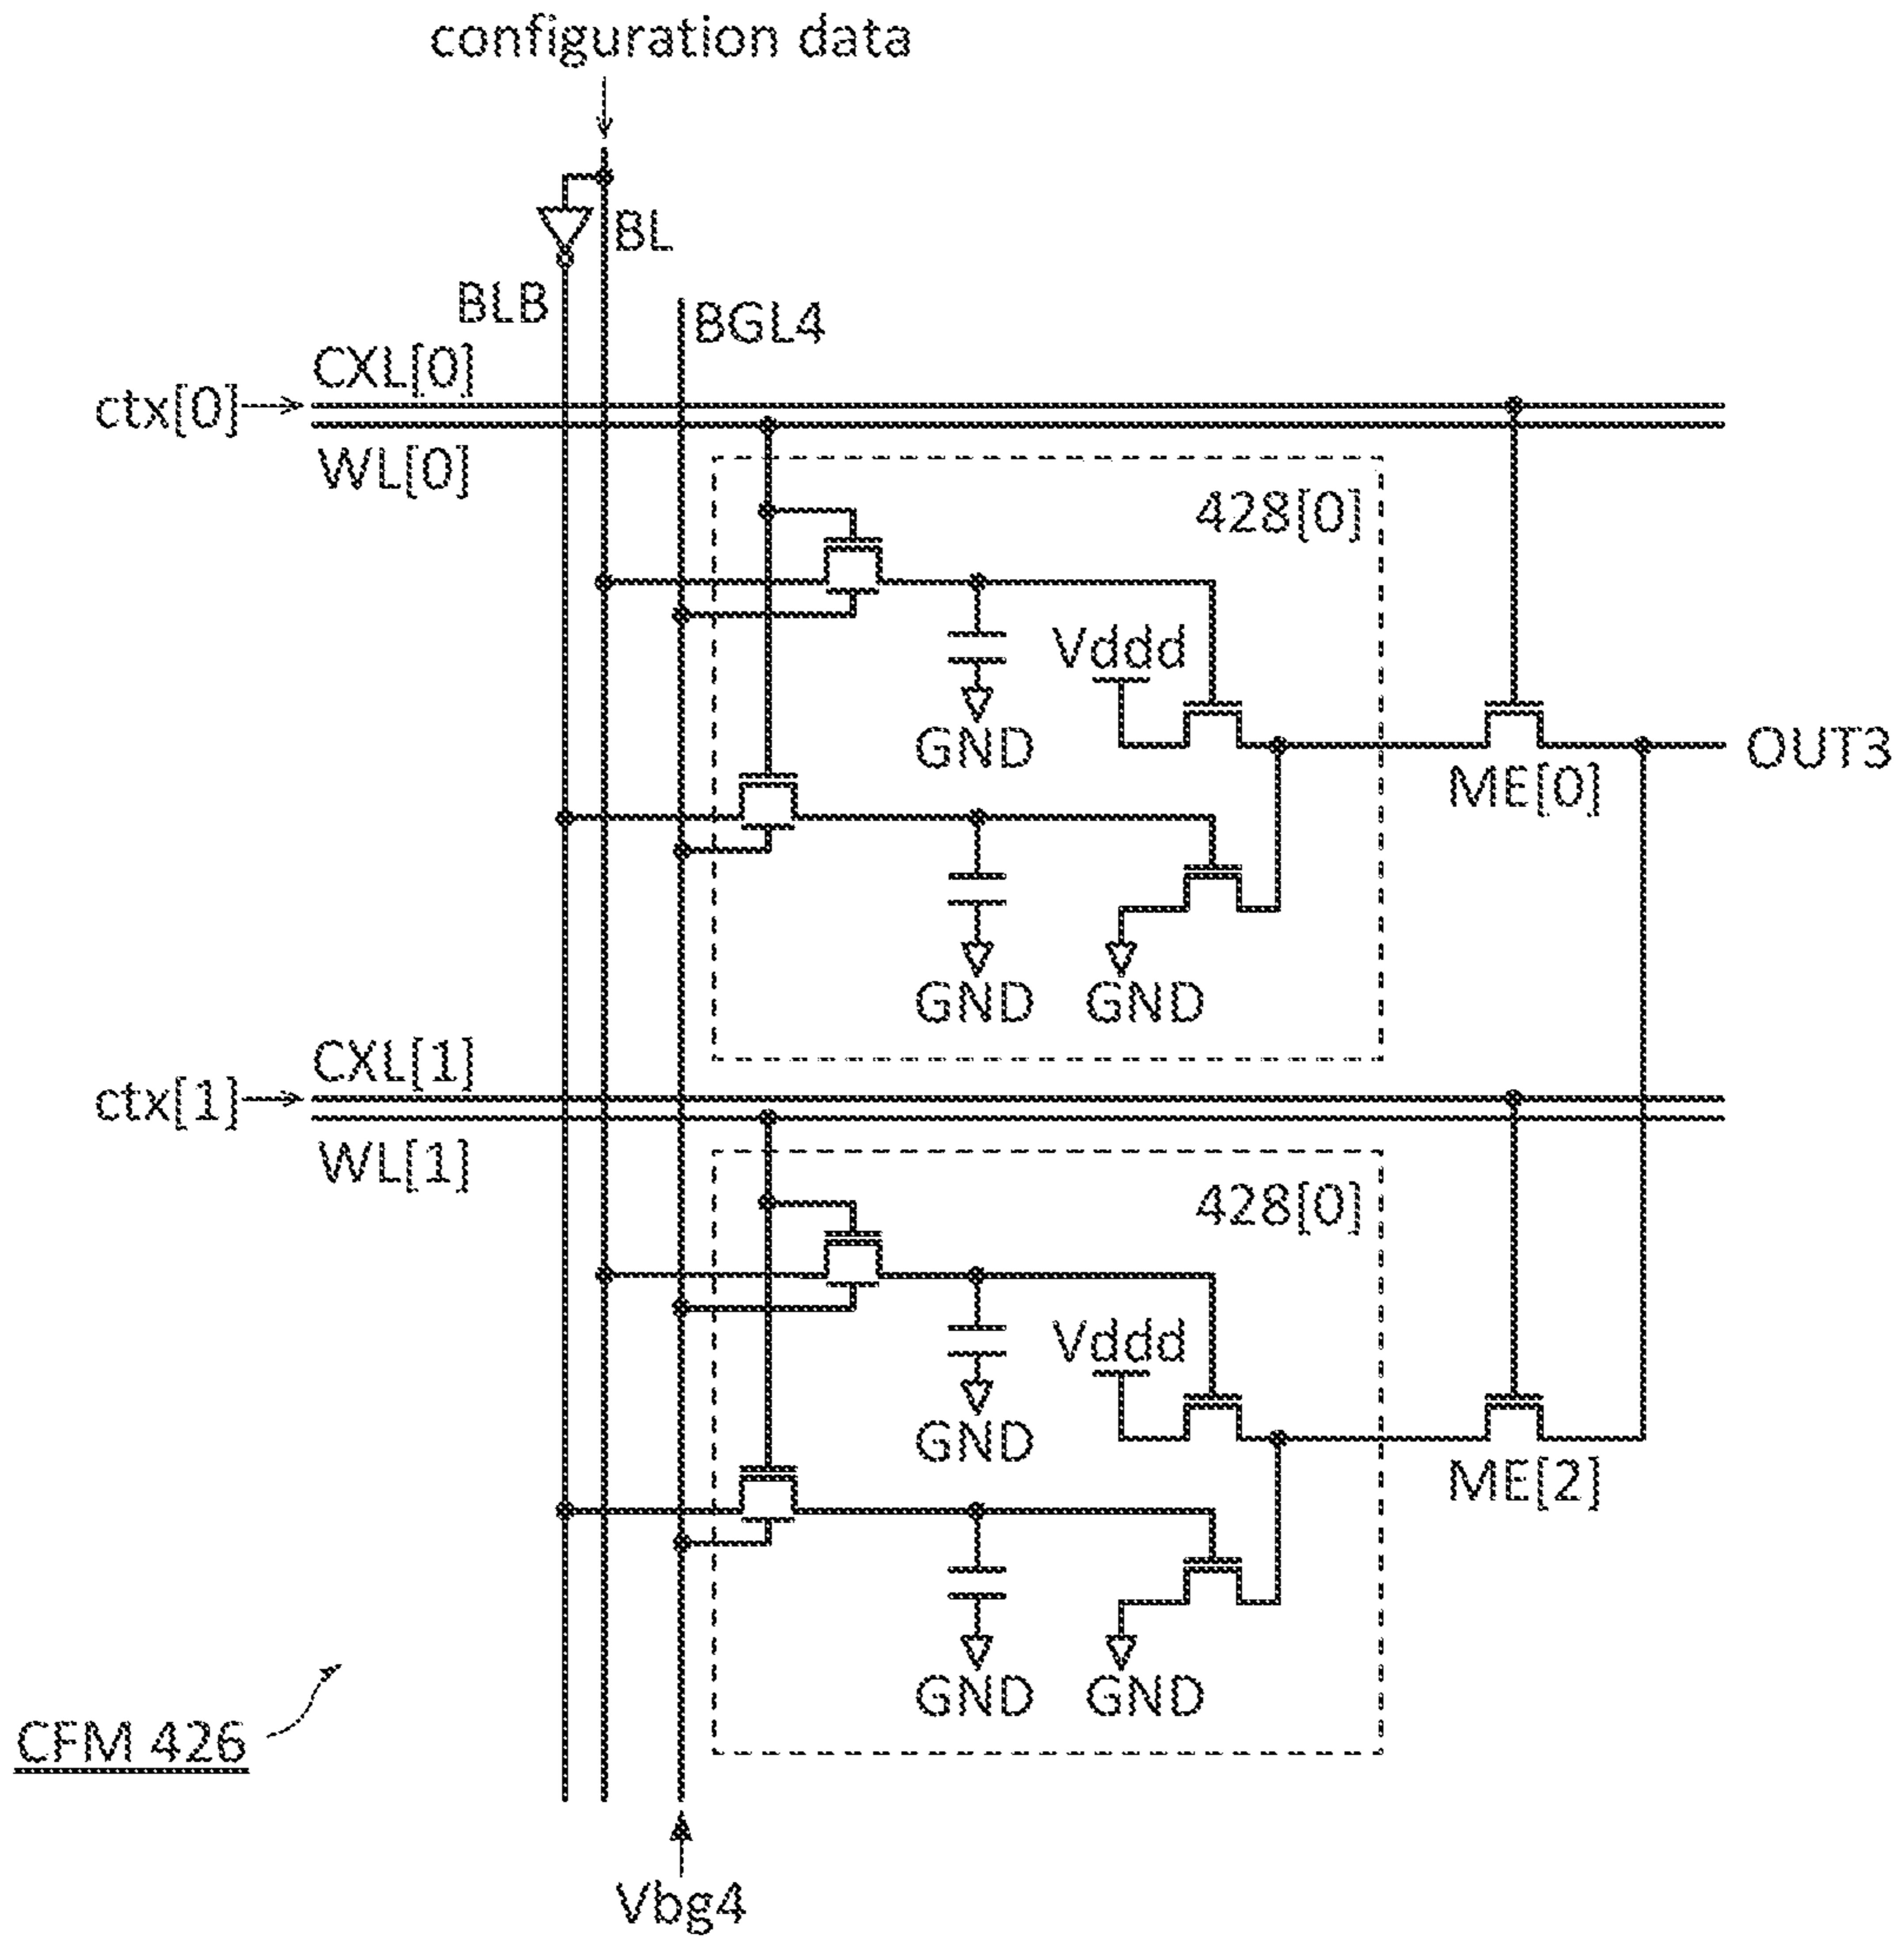 configuration data
BL
BLB
BGL4
CXL[0]
ctx[0]
WL[0]
428[0]
Vddd
GND
OUT3
ME[0]
GND
GND
CXL[1]
ctx[1]
WL[1]
428[0]
Vddd
GND
ME[2]
GND
GND
CFM 426
Vbg4